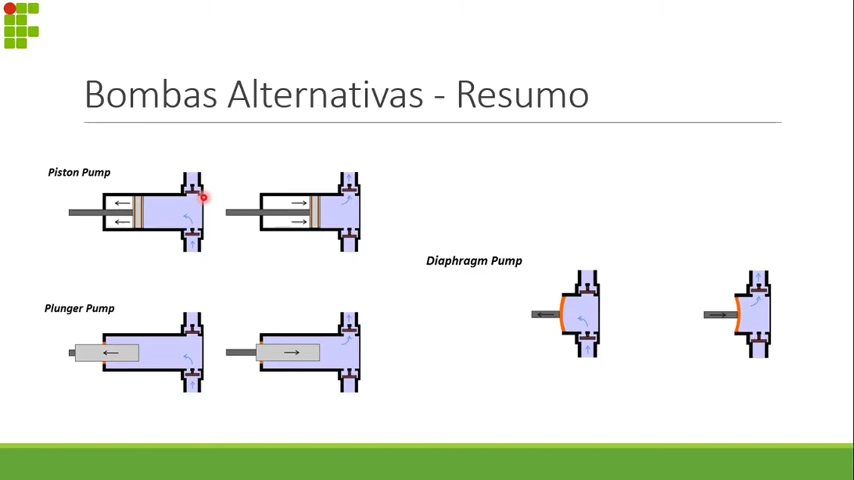 Bombas Alternativas - Resumo
Piston Pump
Diaphragm Pump
Plunger Pump